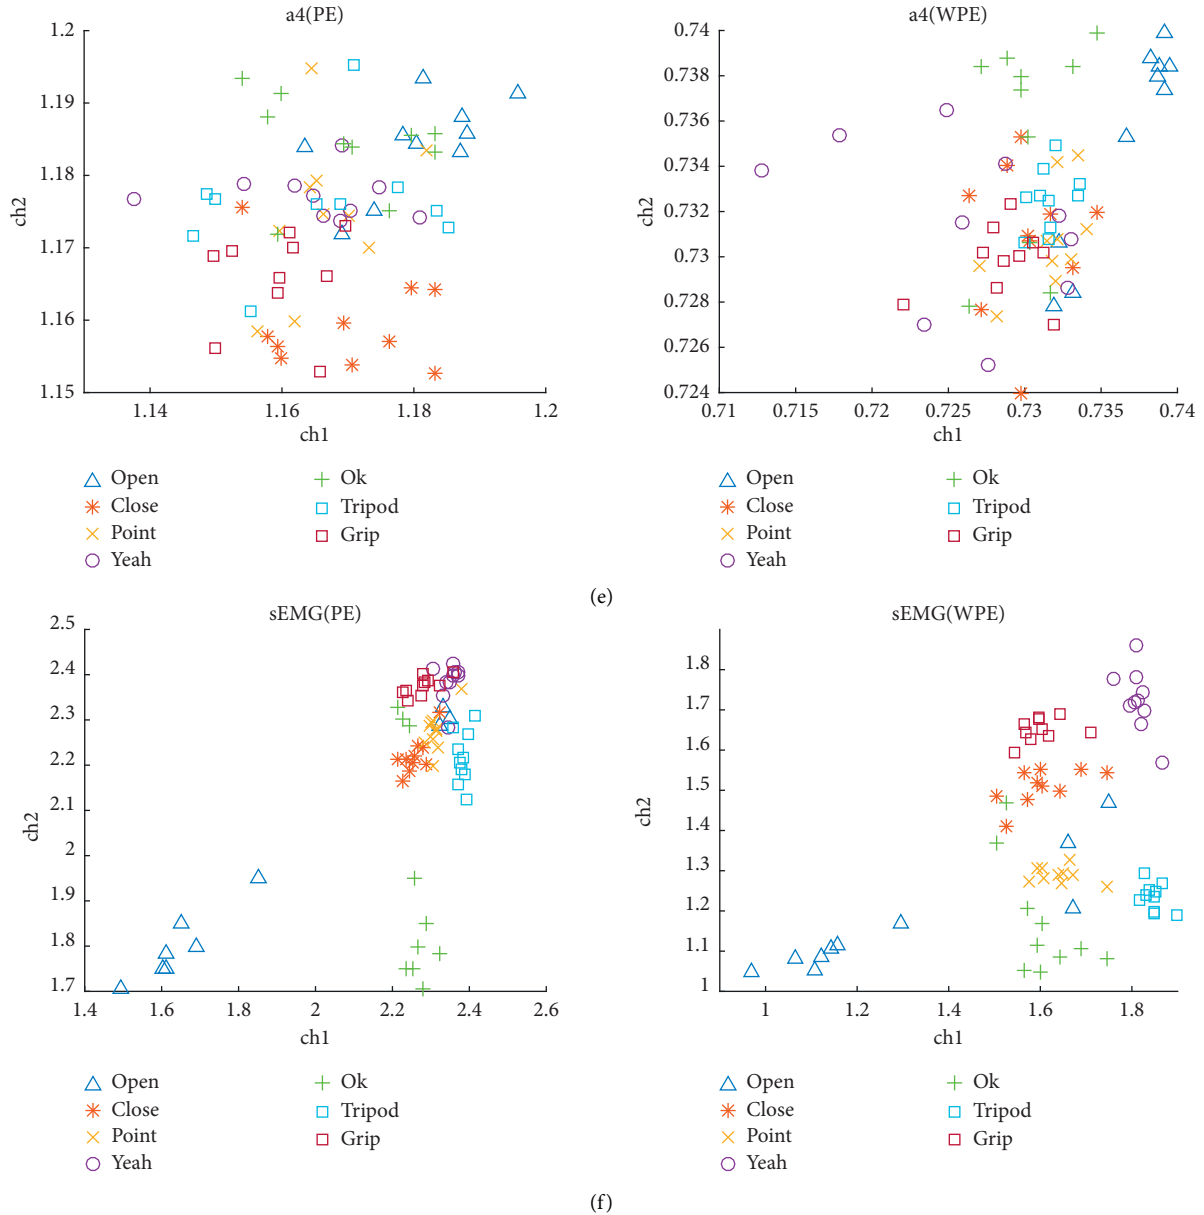 a4(PE)
1.2
1.19
1.18
1.17
1.16
1.15
ch2
1.14 1.16 1.18 1.2
ch1
Open
Close
Point
Yeah
Ok
Tripod
Grip
a4(WPE)
0.74
0.738
0.736
0.734
0.732
0.73
0.728
0.726
0.724
ch2
0.71 0.715 0.72 0.725 0.73 0.735 0.74
ch1
Open
Close
Point
Yeah
Ok
Tripod
Grip
(e)
sEMG(PE)
2.5
2.4
2.3
2.2
2.1
2
1.9
1.8
1.7
ch2
1.4 1.6 1.8 2 2.2 2.4 2.6
ch1
Open
Close
Point
Yeah
Ok
Tripod
Grip
sEMG(WPE)
1.8
1.7
1.6
1.5
1.4
1.3
1.2
1.1
1
ch2
1 1.2 1.4 1.6 1.8
ch1
Open
Close
Point
Yeah
Ok
Tripod
Grip
(f)